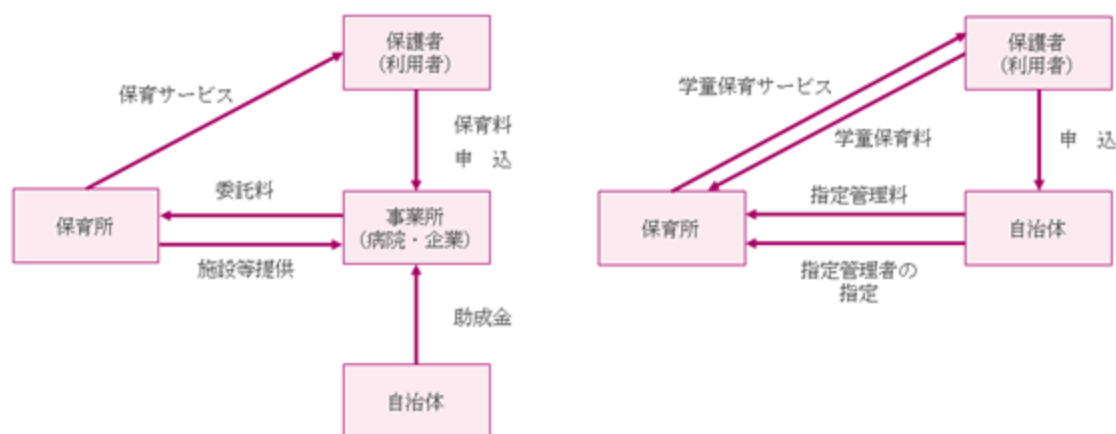 保護者
(利用者)
保育サービス
保育料
申　込
委託料
保育所
事業所
(病院・企業)
施設等提供
助成金
自治体
保護者
(利用者)
学童保育サービス
学童保育料
申　込
指定管理料
保育所
自治体
指定管理者の
指定